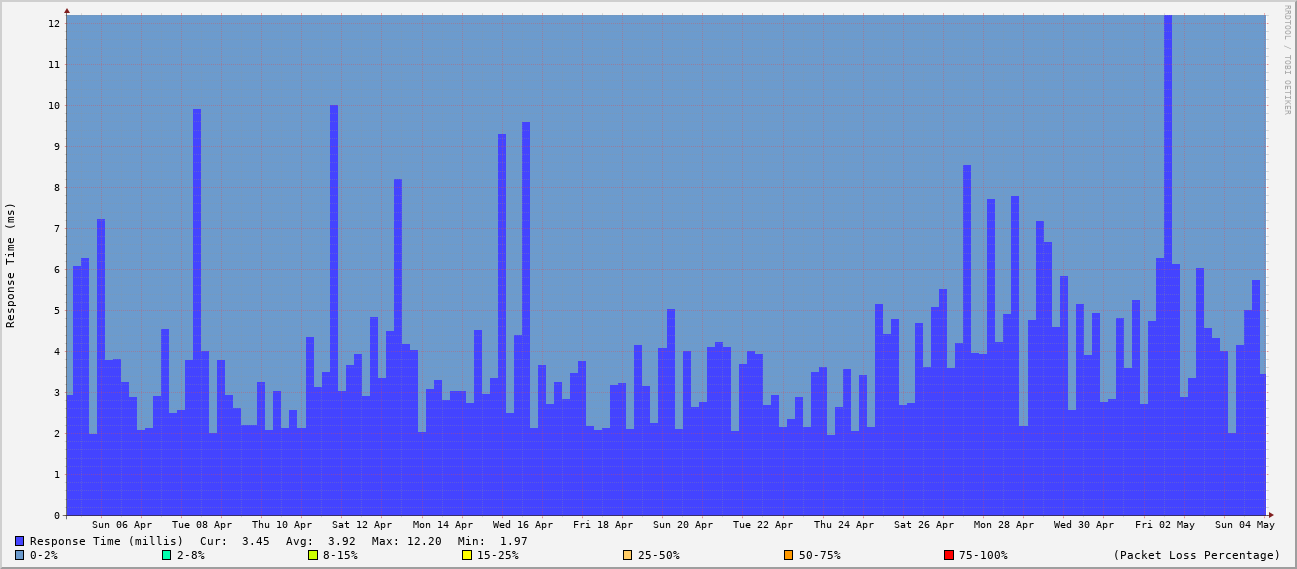 RRDTOOL / TOBI OETIKER
Response Time (ms)
12
11
10
9
8
7
6
5
4
3
2
1
0
Sun 06 Apr Tue 08 Apr Thu 10 Apr Sat 12 Apr Mon 14 Apr Wed 16 Apr Fri 18 Apr Sun 20 Apr Tue 22 Apr Thu 24 Apr Sat 26 Apr Mon 28 Apr Wed 30 Apr Fri 02 May Sun 04 May
Response Time (millis) Cur: 3.45 Avg: 3.92 Max: 12.20 Min: 1.97
0-2% 2-8% 8-15% 15-25% 25-50% 50-75% 75-100% (Packet Loss Percentage)